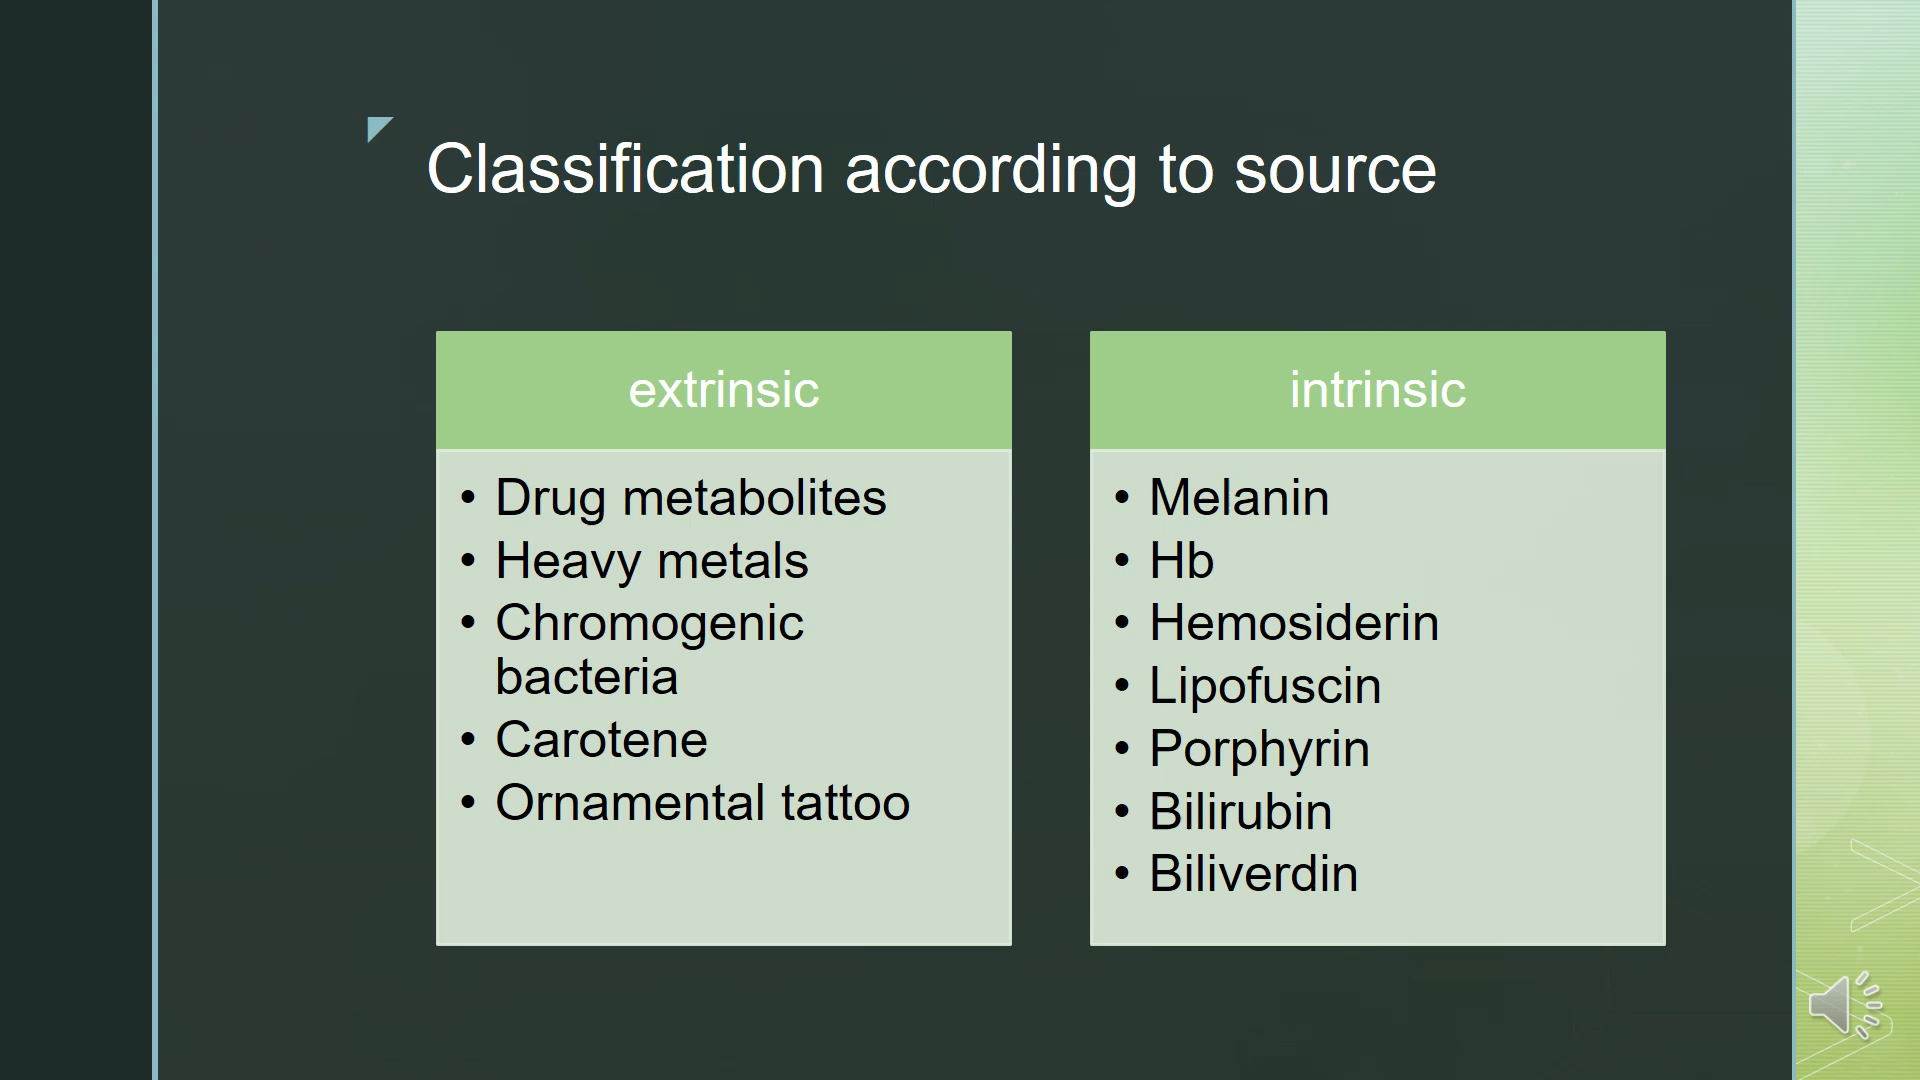 Classification according to source
extrinsic
• Drug metabolites
• Heavy metals
• Chromogenic
bacteria
• Carotene
• Ornamental tattoo
intrinsic
• Melanin
• Hb
• Hemosiderin
• Lipofuscin
• Porphyrin
• Bilirubin
• Biliverdin